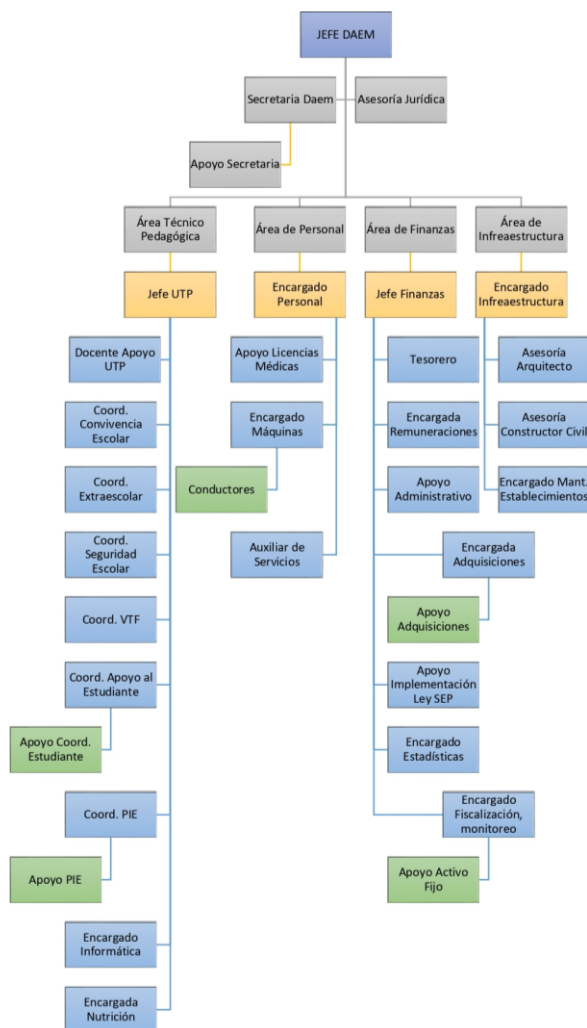 JEFE DAEM
Secretaria Daem
Asesoría Jurídica
Apoyo Secretaria
Área Técnico
Pedagógica
Área de Personal
Área de Finanzas
Área de
Infraestructura
Jefe UTP
Encargado
Personal
Jefe Finanzas
Encargado
Infraestructura
Docente Apoyo
UTP
Coord.
Convivencia
Escolar
Coord.
Extraescolar
Coord.
Seguridad
Escolar
Coord. VTF
Coord. Apoyo al
Estudiante
Apoyo Coord.
Estudiante
Coord. PIE
Apoyo PIE
Encargado
Informática
Encargada
Nutrición
Apoyo Licencias
Médicas
Encargado
Máquinas
Conductores
Auxiliar de
Servicios
Tesorero
Encargada
Remuneraciones
Apoyo
Administrativo
Encargada
Adquisiciones
Apoyo
Adquisiciones
Apoyo
Implementación
Ley SEP
Encargado
Estadísticas
Encargado
Fiscalización,
monitoreo
Apoyo Activo
Fijo
Asesoría
Arquitecto
Asesoría
Constructor Civil
Encargado Mant.
Establecimientos